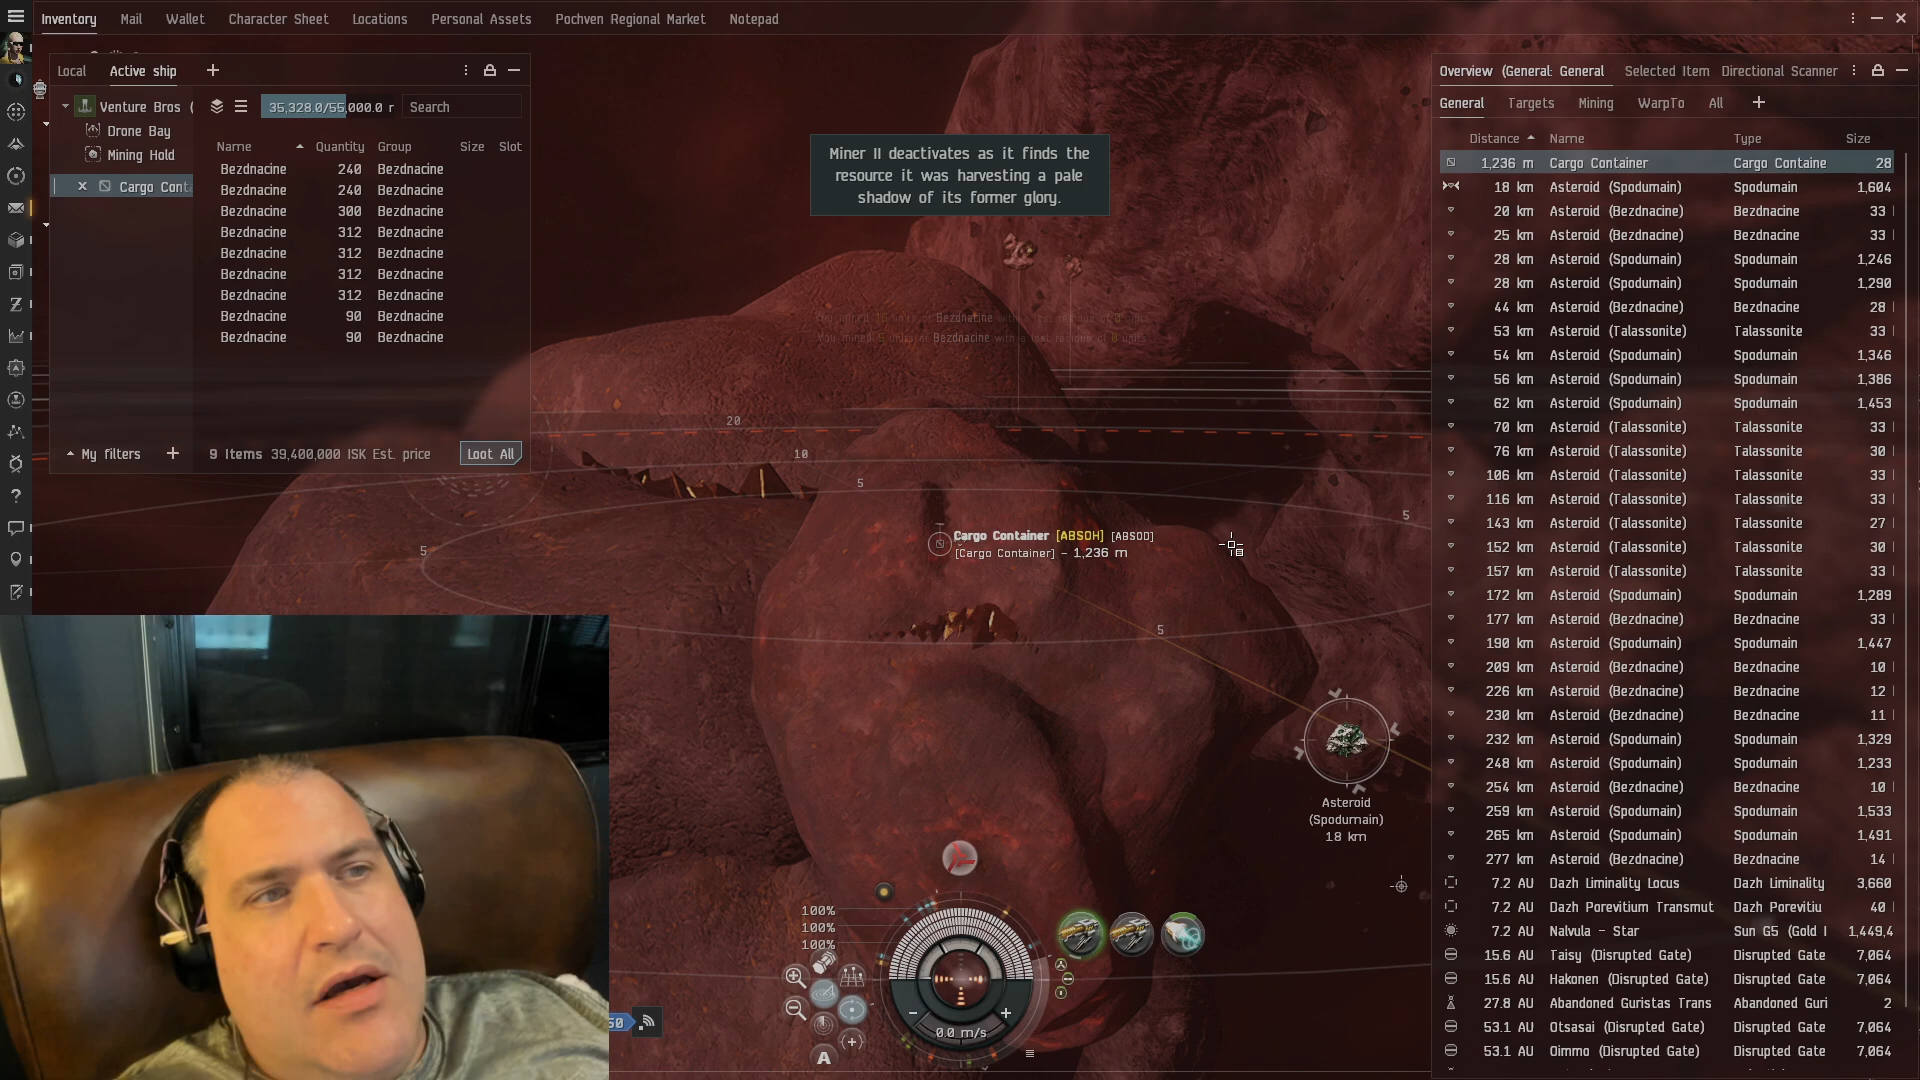 Inventory Mail Wallet Character Sheet Locations Personal Assets Pochven Regional Market Notepad
Local Active ship
Venture Bros (
Drone Bay
Mining Hold
Cargo Cont
35,328.0/55,000.0 Search
Name Quantity Group Size Slot
Bezdnacine 240 Bezdnacine
Bezdnacine 240 Bezdnacine
Bezdnacine 300 Bezdnacine
Bezdnacine 312 Bezdnacine
Bezdnacine 312 Bezdnacine
Bezdnacine 312 Bezdnacine
Bezdnacine 312 Bezdnacine
Bezdnacine 90 Bezdnacine
Bezdnacine 90 Bezdnacine
My filters
9 Items 39,400,000 ISK Est. price Loot All
Miner II deactivates as it finds the
resource it was harvesting a pale
shadow of its former glory.
You mined 15 units of Bezdnacine
You mined 5 units of Bezdnacine
20
10
5
5
5
5
Cargo Container [ABSOH] [ABSOD]
[Cargo Container] - 1,236 m
Asteroid
(Spodumain)
18 km
100%
100%
100%
0.0 m/s
A
50
Overview (General: General Selected Item Directional Scanner
General Targets Mining WarpTo All
Distance Name Type Size
1,236 m Cargo Container Cargo Containe 28
18 km Asteroid (Spodumain) Spodumain 1,604
20 km Asteroid (Bezdnacine) Bezdnacine 33
25 km Asteroid (Bezdnacine) Bezdnacine 33
28 km Asteroid (Spodumain) Spodumain 1,246
28 km Asteroid (Spodumain) Spodumain 1,290
44 km Asteroid (Bezdnacine) Bezdnacine 28
53 km Asteroid (Talassonite) Talassonite 33
54 km Asteroid (Spodumain) Spodumain 1,346
56 km Asteroid (Spodumain) Spodumain 1,386
62 km Asteroid (Spodumain) Spodumain 1,453
70 km Asteroid (Talassonite) Talassonite 33
76 km Asteroid (Talassonite) Talassonite 30
106 km Asteroid (Talassonite) Talassonite 33
116 km Asteroid (Talassonite) Talassonite 33
143 km Asteroid (Talassonite) Talassonite 27
152 km Asteroid (Talassonite) Talassonite 30
157 km Asteroid (Talassonite) Talassonite 33
172 km Asteroid (Spodumain) Spodumain 1,289
177 km Asteroid (Bezdnacine) Bezdnacine 33
190 km Asteroid (Spodumain) Spodumain 1,447
209 km Asteroid (Bezdnacine) Bezdnacine 10
226 km Asteroid (Bezdnacine) Bezdnacine 12
230 km Asteroid (Bezdnacine) Bezdnacine 11
232 km Asteroid (Spodumain) Spodumain 1,329
248 km Asteroid (Spodumain) Spodumain 1,233
254 km Asteroid (Bezdnacine) Bezdnacine 10
259 km Asteroid (Spodumain) Spodumain 1,533
265 km Asteroid (Spodumain) Spodumain 1,491
277 km Asteroid (Bezdnacine) Bezdnacine 14
7.2 AU Dazh Liminality Locus Dazh Liminality 3,660
7.2 AU Dazh Porevitium Transmut Dazh Porevitiu 40
7.2 AU Nalvula - Star Sun G5 (Gold 1,449,4
15.6 AU Taisy (Disrupted Gate) Disrupted Gate 7,064
15.6 AU Hakonen (Disrupted Gate) Disrupted Gate 7,064
27.8 AU Abandoned Guristas Trans Abandoned Guri 2
53.1 AU Otsasai (Disrupted Gate) Disrupted Gate 7,064
53.1 AU Oimmo (Disrupted Gate) Disrupted Gate 7,064